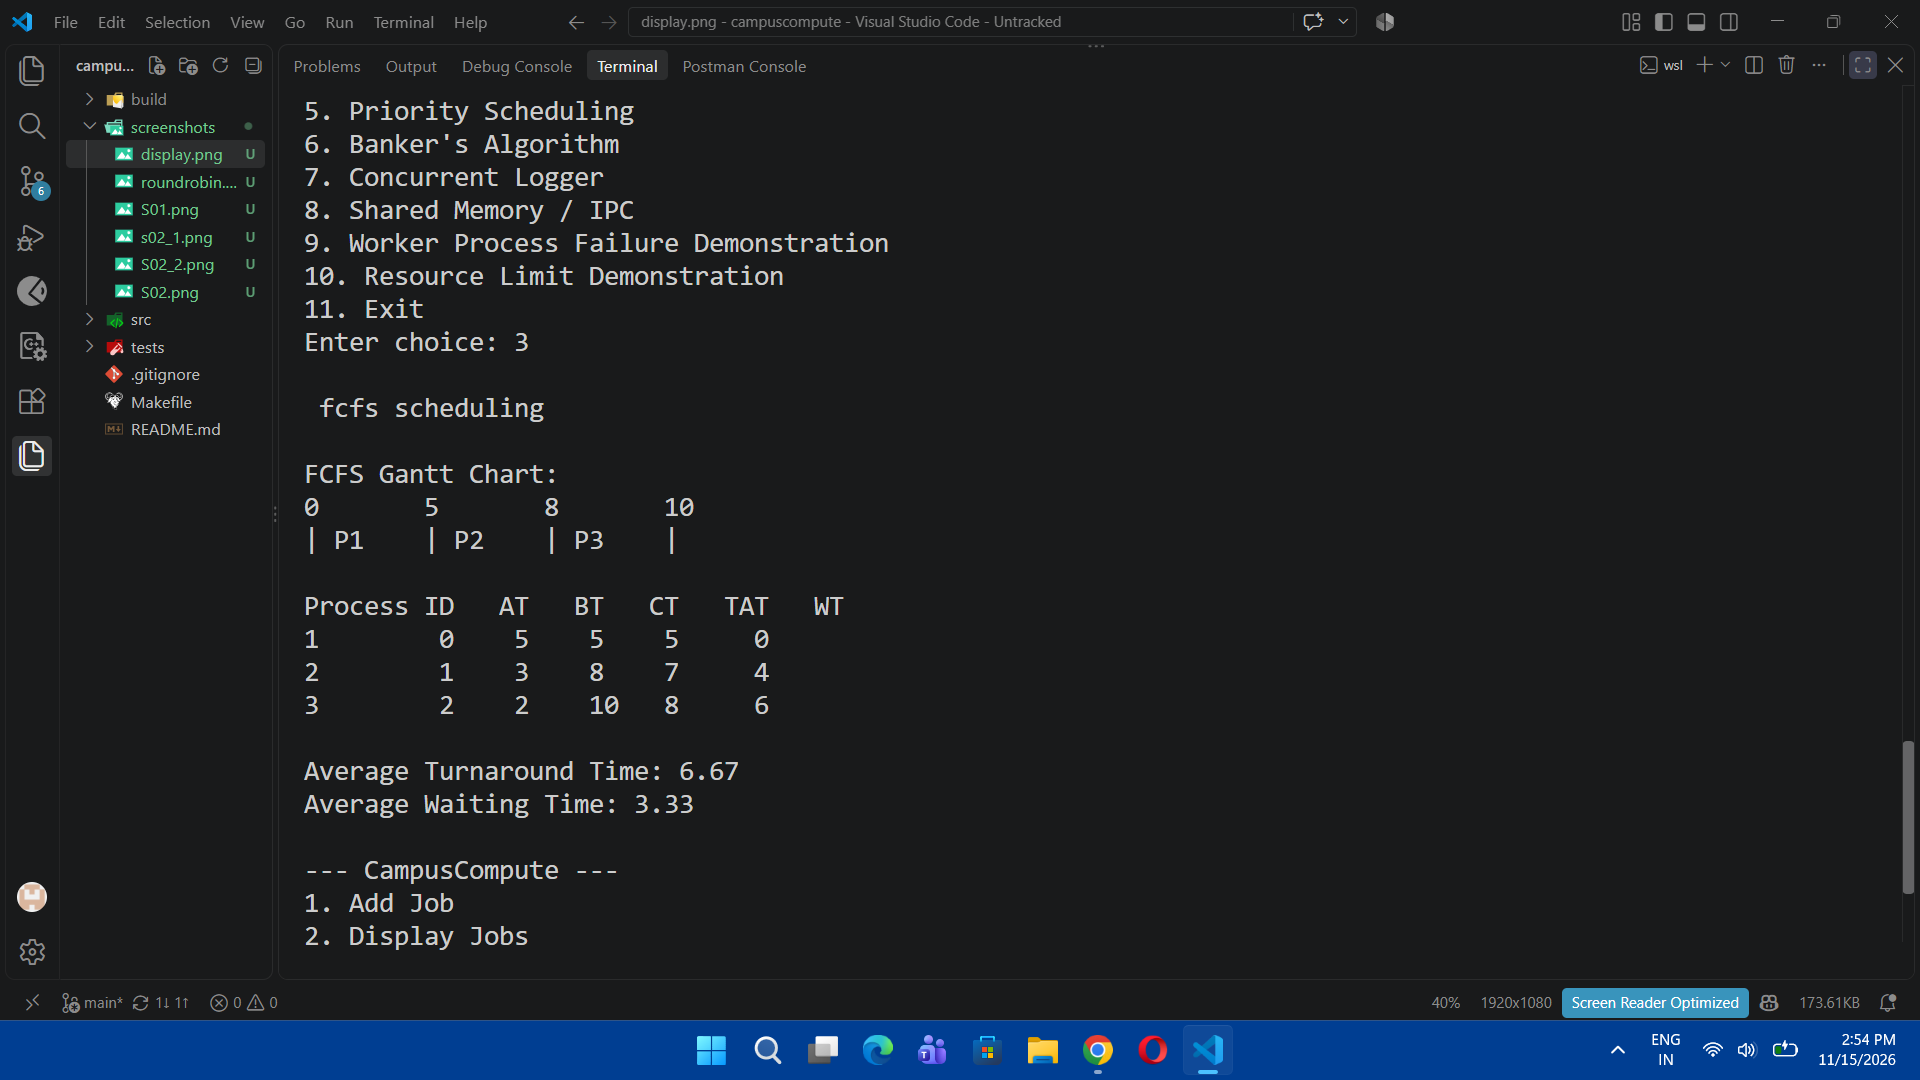 File Edit Selection View Go Run Terminal Help
display.png - campuscompute - Visual Studio Code - Untracked
campu...
build
screenshots
display.png U
roundrobin.... U
S01.png U
s02_1.png U
S02_2.png U
S02.png U
src
tests
.gitignore
Makefile
README.md
6
Problems Output Debug Console Terminal Postman Console
wsl
5. Priority Scheduling
6. Banker's Algorithm
7. Concurrent Logger
8. Shared Memory / IPC
9. Worker Process Failure Demonstration
10. Resource Limit Demonstration
11. Exit
Enter choice: 3
fcfs scheduling
FCFS Gantt Chart:
0 5 8 10
| P1 | P2 | P3 |
Process ID AT BT CT TAT WT
1 0 5 5 5 0
2 1 3 8 7 4
3 2 2 10 8 6
Average Turnaround Time: 6.67
Average Waiting Time: 3.33
--- CampusCompute ---
1. Add Job
2. Display Jobs
main* 1↓ 1↑ 0 0
40% 1920x1080 Screen Reader Optimized 173.61KB
ENG
IN
2:54 PM
11/15/2026